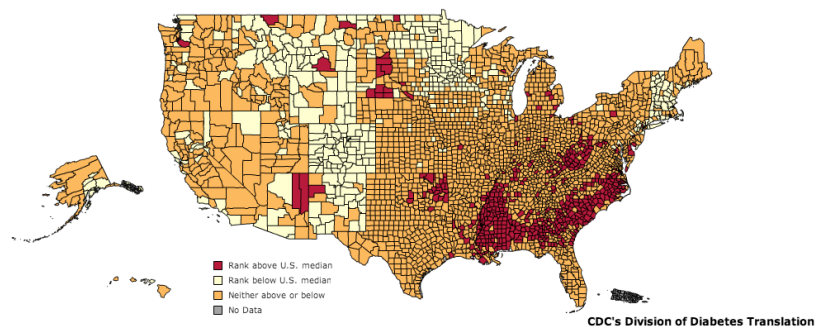 Rank above U.S. median
Rank below U.S. median
Neither above or below
No Data
CDC's Division of Diabetes Translation